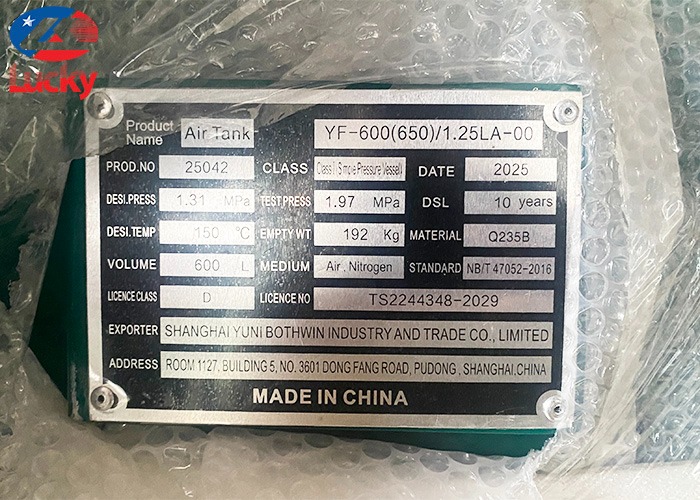 Lucky
Product Name Air Tank YF-600(650)/1.25LA-00
PROD.NO 25042 CLASS Class I (Simple Pressure Vessel) DATE 2025
DESI.PRESS 1.31 MPa TEST PRESS 1.97 MPa DSL 10 years
DESI.TEMP 150 ℃ EMPTY WT 192 Kg MATERIAL Q235B
VOLUME 600 L MEDIUM Air , Nitrogen STANDARD NB/T 47052-2016
LICENCE CLASS D LICENCE NO TS2244348-2029
EXPORTER SHANGHAI YUNI BOTHWIN INDUSTRY AND TRADE CO., LIMITED
ADDRESS ROOM 1127, BUILDING 5, NO. 3601 DONG FANG ROAD, PUDONG , SHANGHAI,CHINA
MADE IN CHINA